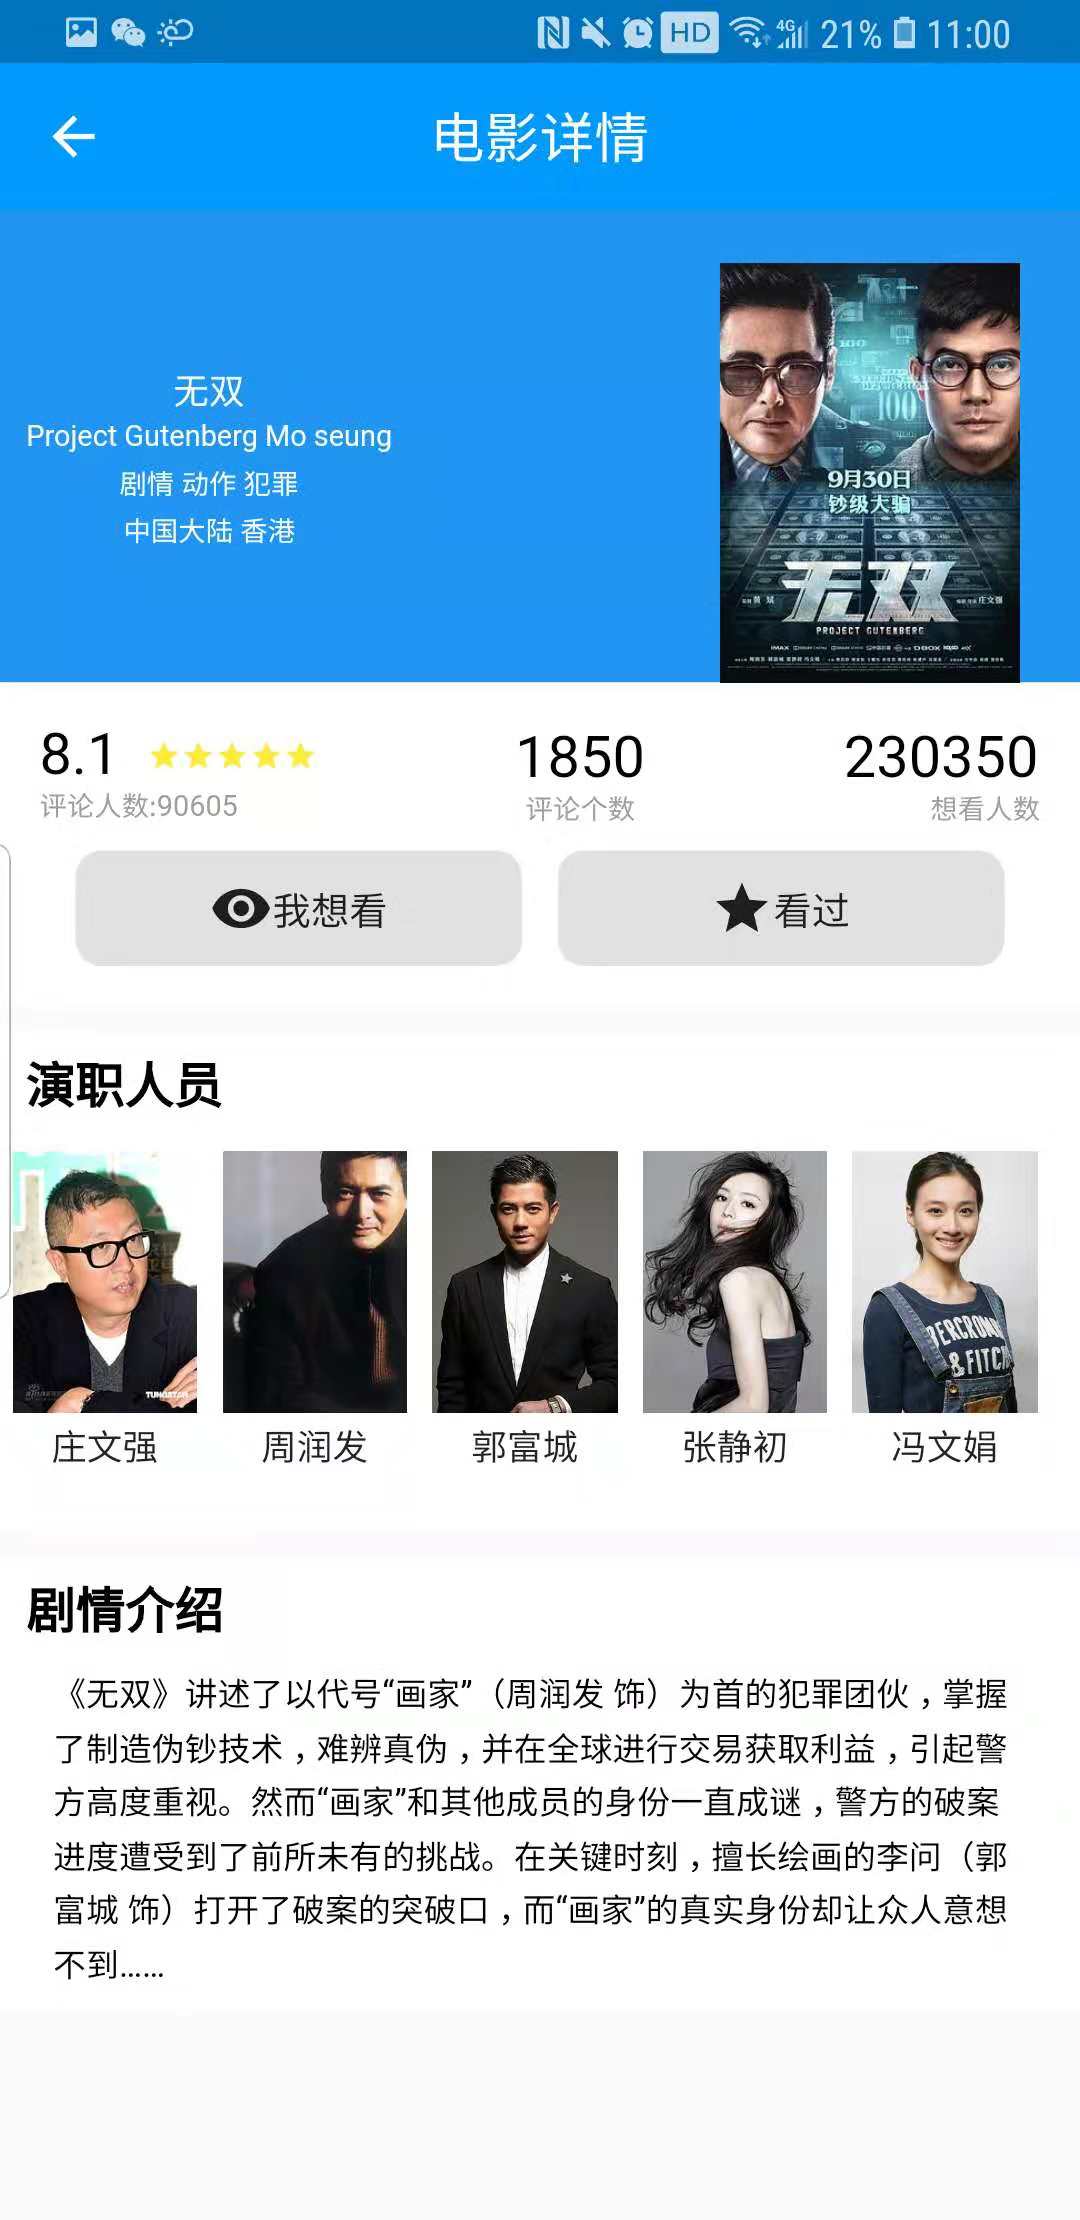 HD 4G 21% 11:00
电影详情
无双
Project Gutenberg Mo seung
剧情 动作 犯罪
中国大陆 香港
100
9月30日
钞级大骗
无双
庄文强
PROJECT GUTENBERG
IMAX
8.1
1850
230350
评论人数:90605
评论个数
想看人数
我想看
看过
演职人员
TUNGSTAR
BERCROM
& FITCH
庄文强
周润发
郭富城
张静初
冯文娟
剧情介绍
《无双》讲述了以代号“画家”（周润发 饰）为首的犯罪团伙，掌握
了制造伪钞技术，难辨真伪，并在全球进行交易获取利益，引起警
方高度重视。然而“画家”和其他成员的身份一直成谜，警方的破案
进度遭受到了前所未有的挑战。在关键时刻，擅长绘画的李问（郭
富城 饰）打开了破案的突破口，而“画家”的真实身份却让众人意想
不到……